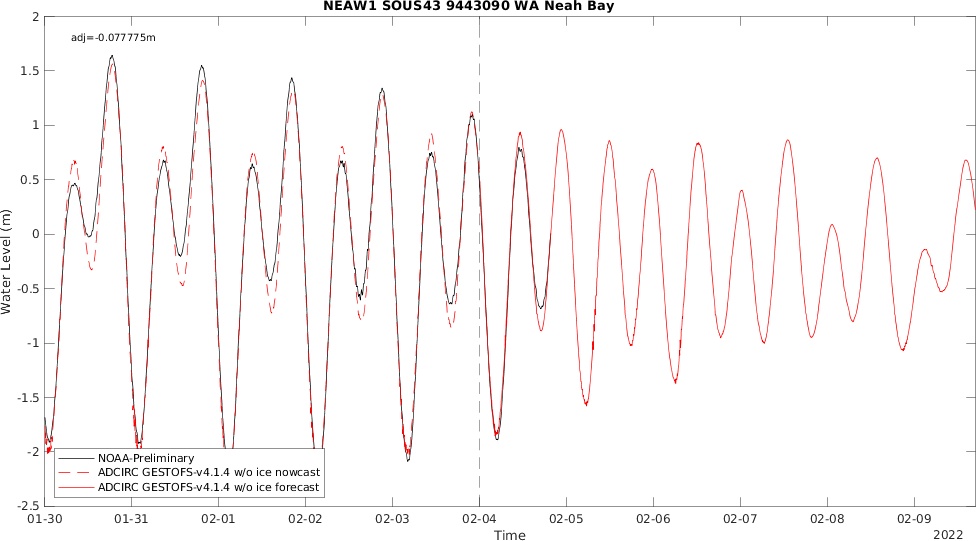 NEAW1 SOUS43 9443090 WA Neah Bay
adj=-0.077775m
2
1.5
1
0.5
0
-0.5
-1
-1.5
-2
-2.5
Water Level (m)
NOAA-Preliminary
ADCIRC GESTOFS-v4.1.4 w/o ice nowcast
ADCIRC GESTOFS-v4.1.4 w/o ice forecast
01-30 01-31 02-01 02-02 02-03 02-04 02-05 02-06 02-07 02-08 02-09
Time
2022